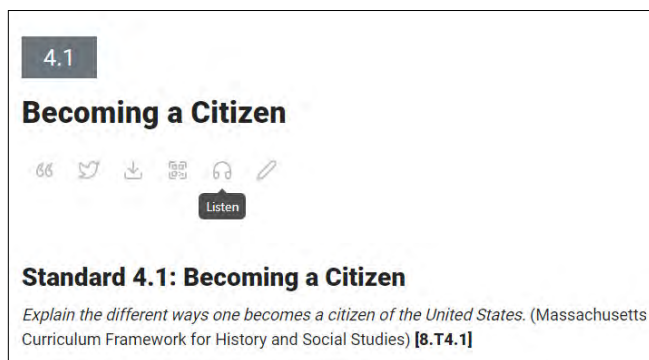 4.1
Becoming a Citizen
Listen
Standard 4.1: Becoming a Citizen
Explain the different ways one becomes a citizen of the United States. (Massachusetts
Curriculum Framework for History and Social Studies) [8.T4.1]